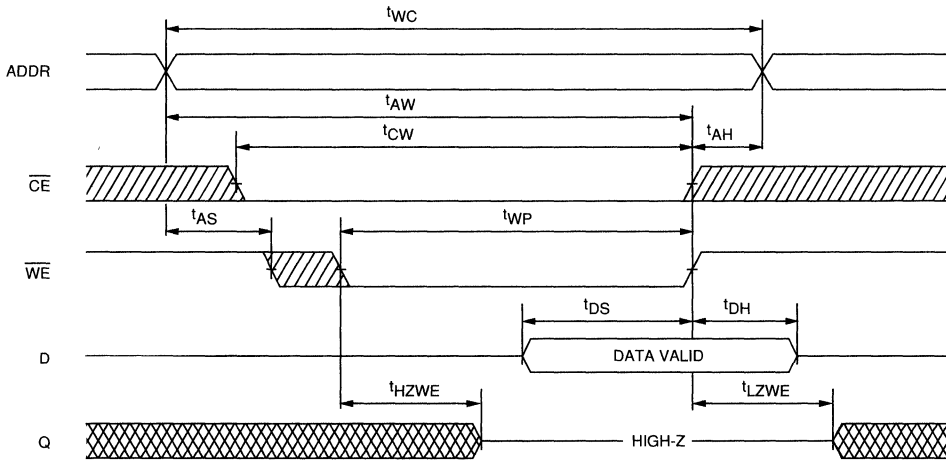 tWC
ADDR
tAW
tCW
tAH
CE
tAS
tWP
WE
tDS
tDH
D
DATA VALID
tHZWE
tLZWE
Q
HIGH-Z